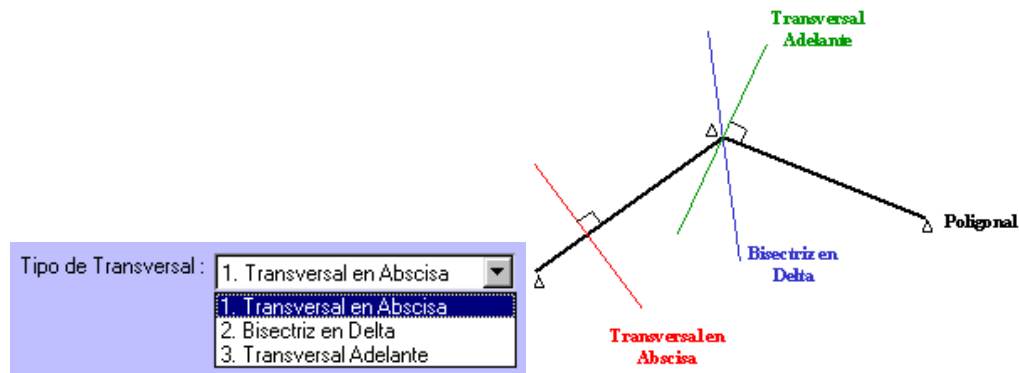 Transversal
Adelante
Poligonal
Bisectriz en
Delta
Tipo de Transversal : 1. Transversal en Abscisa
1. Transversal en Abscisa
2. Bisectriz en Delta
3. Transversal Adelante
Transversal en
Abscisa